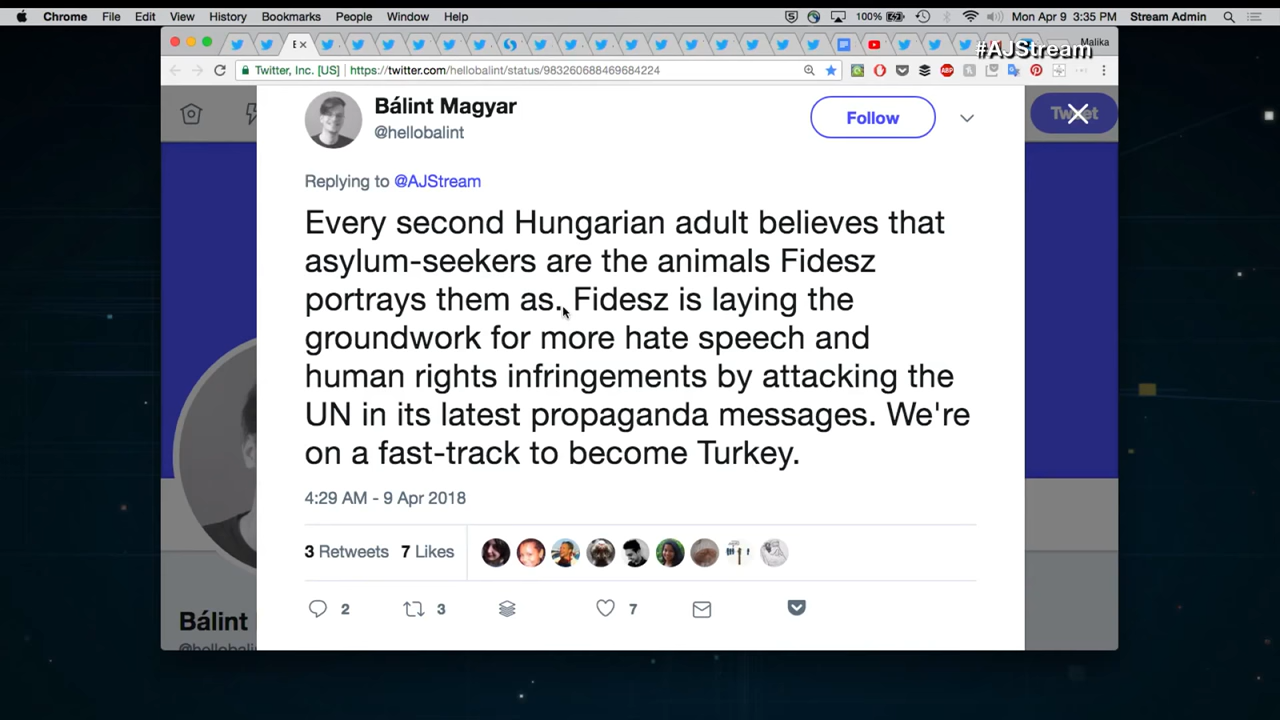 Chrome File Edit View History Bookmarks People Window Help 100% Mon Apr 9 3:35 PM Stream Admin
Malika
#AJStream
Twitter, Inc. [US] https://twitter.com/hellobalint/status/983260688469684224
ABP
Bálint Magyar
@hellobalint
Follow
Tweet
Replying to @AJStream
Every second Hungarian adult believes that
asylum-seekers are the animals Fidesz
portrays them as. Fidesz is laying the
groundwork for more hate speech and
human rights infringements by attacking the
UN in its latest propaganda messages. We're
on a fast-track to become Turkey.
4:29 AM - 9 Apr 2018
3 Retweets 7 Likes
2 3 7
Bálint
@hellobalin